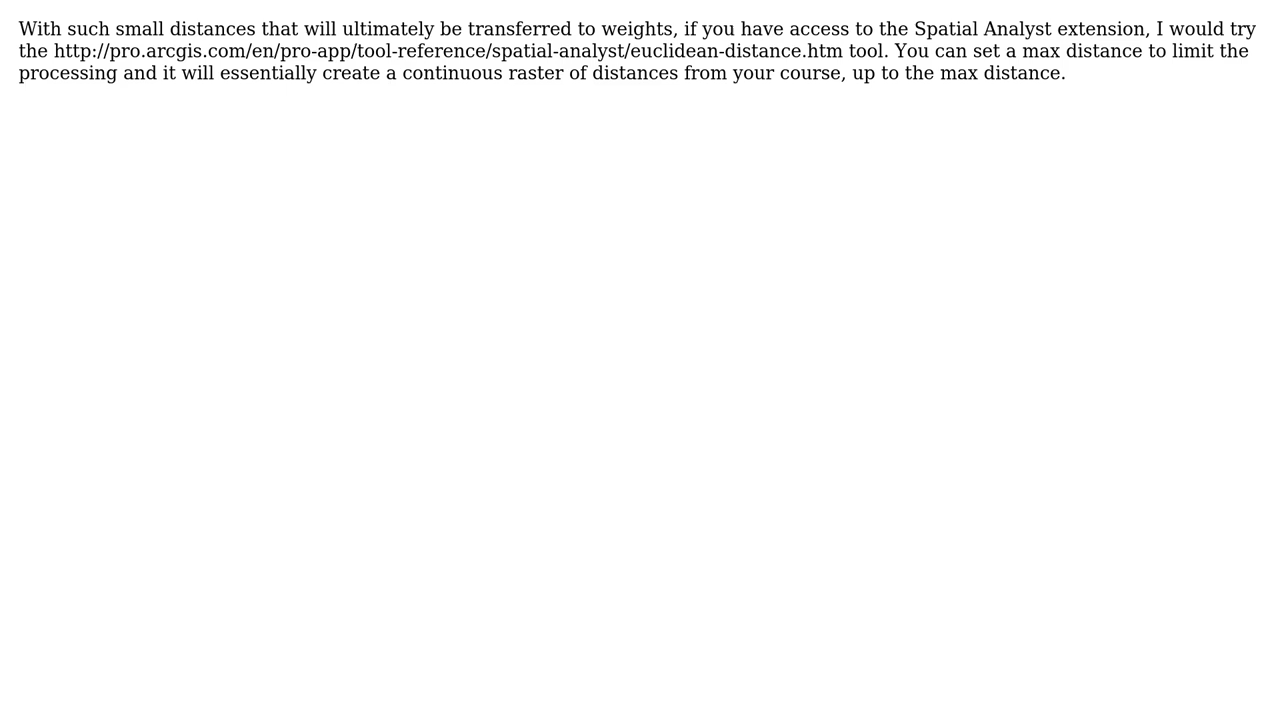 With such small distances that will ultimately be transferred to weights, if you have access to the Spatial Analyst extension, I would try
the http://pro.arcgis.com/en/pro-app/tool-reference/spatial-analyst/euclidean-distance.htm tool. You can set a max distance to limit the
processing and it will essentially create a continuous raster of distances from your course, up to the max distance.